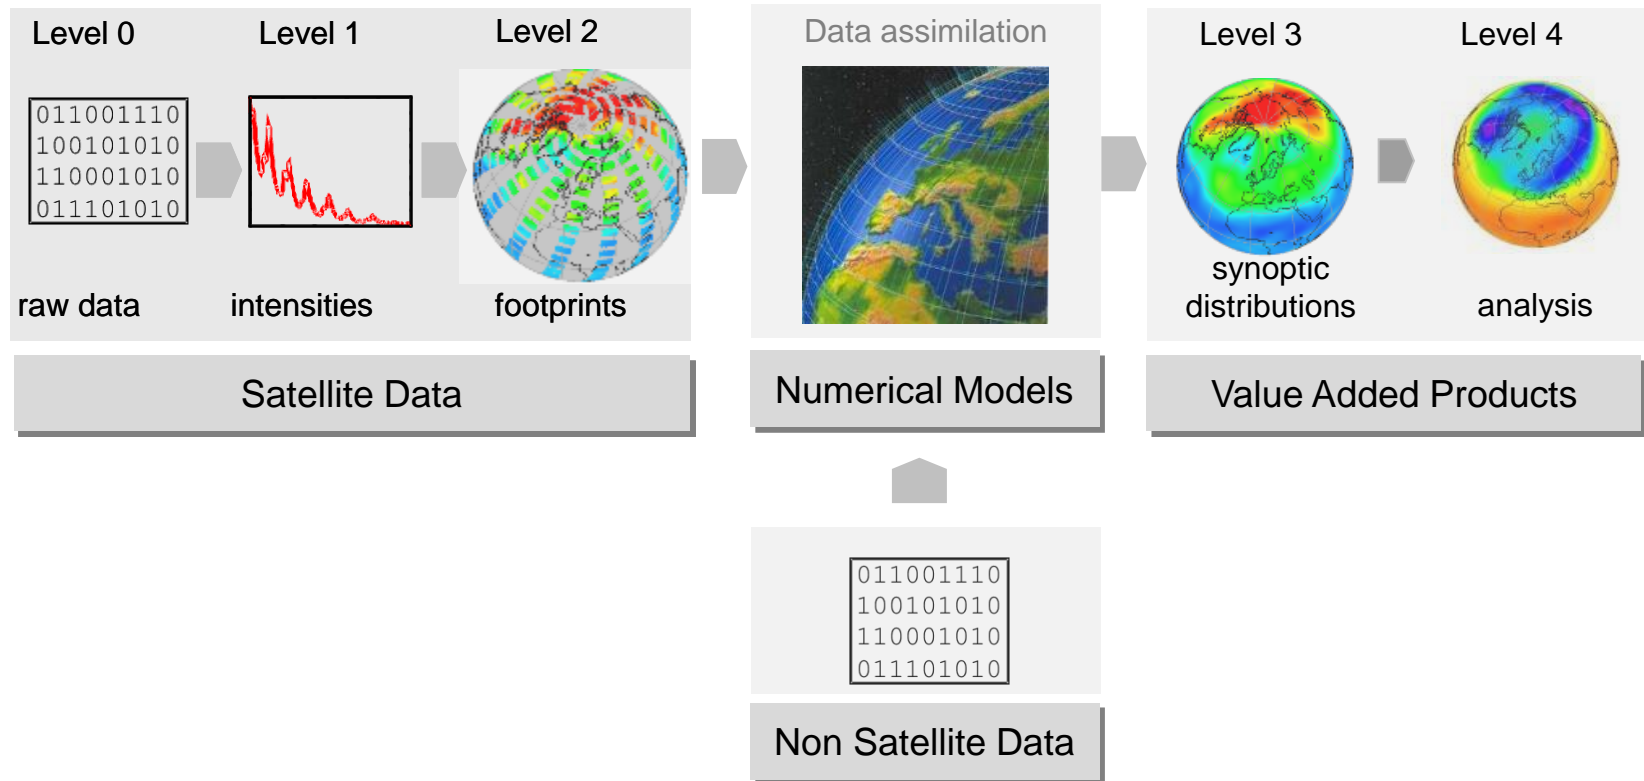 Level 0
Level 1
Level 2
011001110
100101010
110001010
011101010
raw data
intensities
footprints
Satellite Data
Data assimilation
Numerical Models
Level 3
Level 4
synoptic
distributions
analysis
Value Added Products
011001110
100101010
110001010
011101010
Non Satellite Data